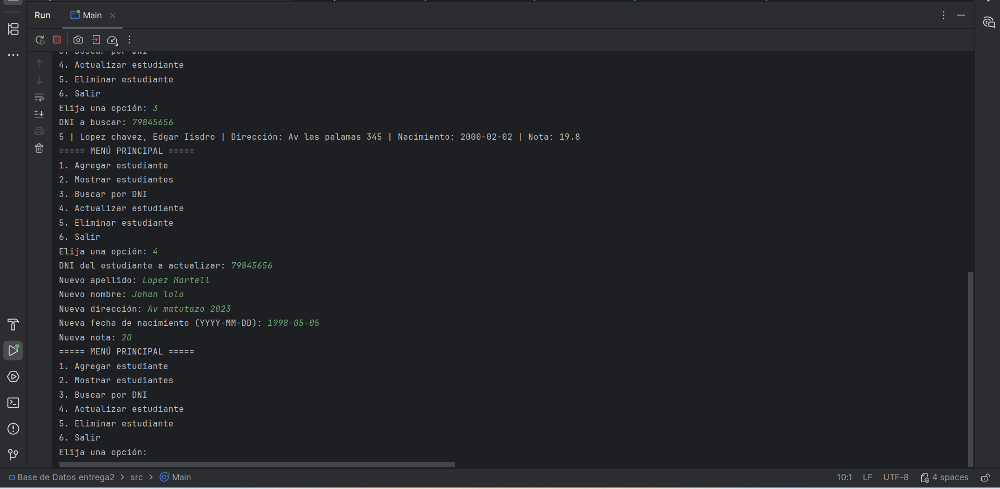 Run
Main
3. Buscar por DNI
4. Actualizar estudiante
5. Eliminar estudiante
6. Salir
Elija una opción: 3
DNI a buscar: 79845656
5 | Lopez chavez, Edgar Iisdro | Dirección: Av las palamas 345 | Nacimiento: 2000-02-02 | Nota: 19.8
===== MENÚ PRINCIPAL =====
1. Agregar estudiante
2. Mostrar estudiantes
3. Buscar por DNI
4. Actualizar estudiante
5. Eliminar estudiante
6. Salir
Elija una opción: 4
DNI del estudiante a actualizar: 79845656
Nuevo apellido: Lopez Martell
Nuevo nombre: Johan lolo
Nueva dirección: Av matutazo 2023
Nueva fecha de nacimiento (YYYY-MM-DD): 1998-05-05
Nueva nota: 20
===== MENÚ PRINCIPAL =====
1. Agregar estudiante
2. Mostrar estudiantes
3. Buscar por DNI
4. Actualizar estudiante
5. Eliminar estudiante
6. Salir
Elija una opción:
Base de Datos entrega2 > src > Main
10:1 LF UTF-8 4 spaces